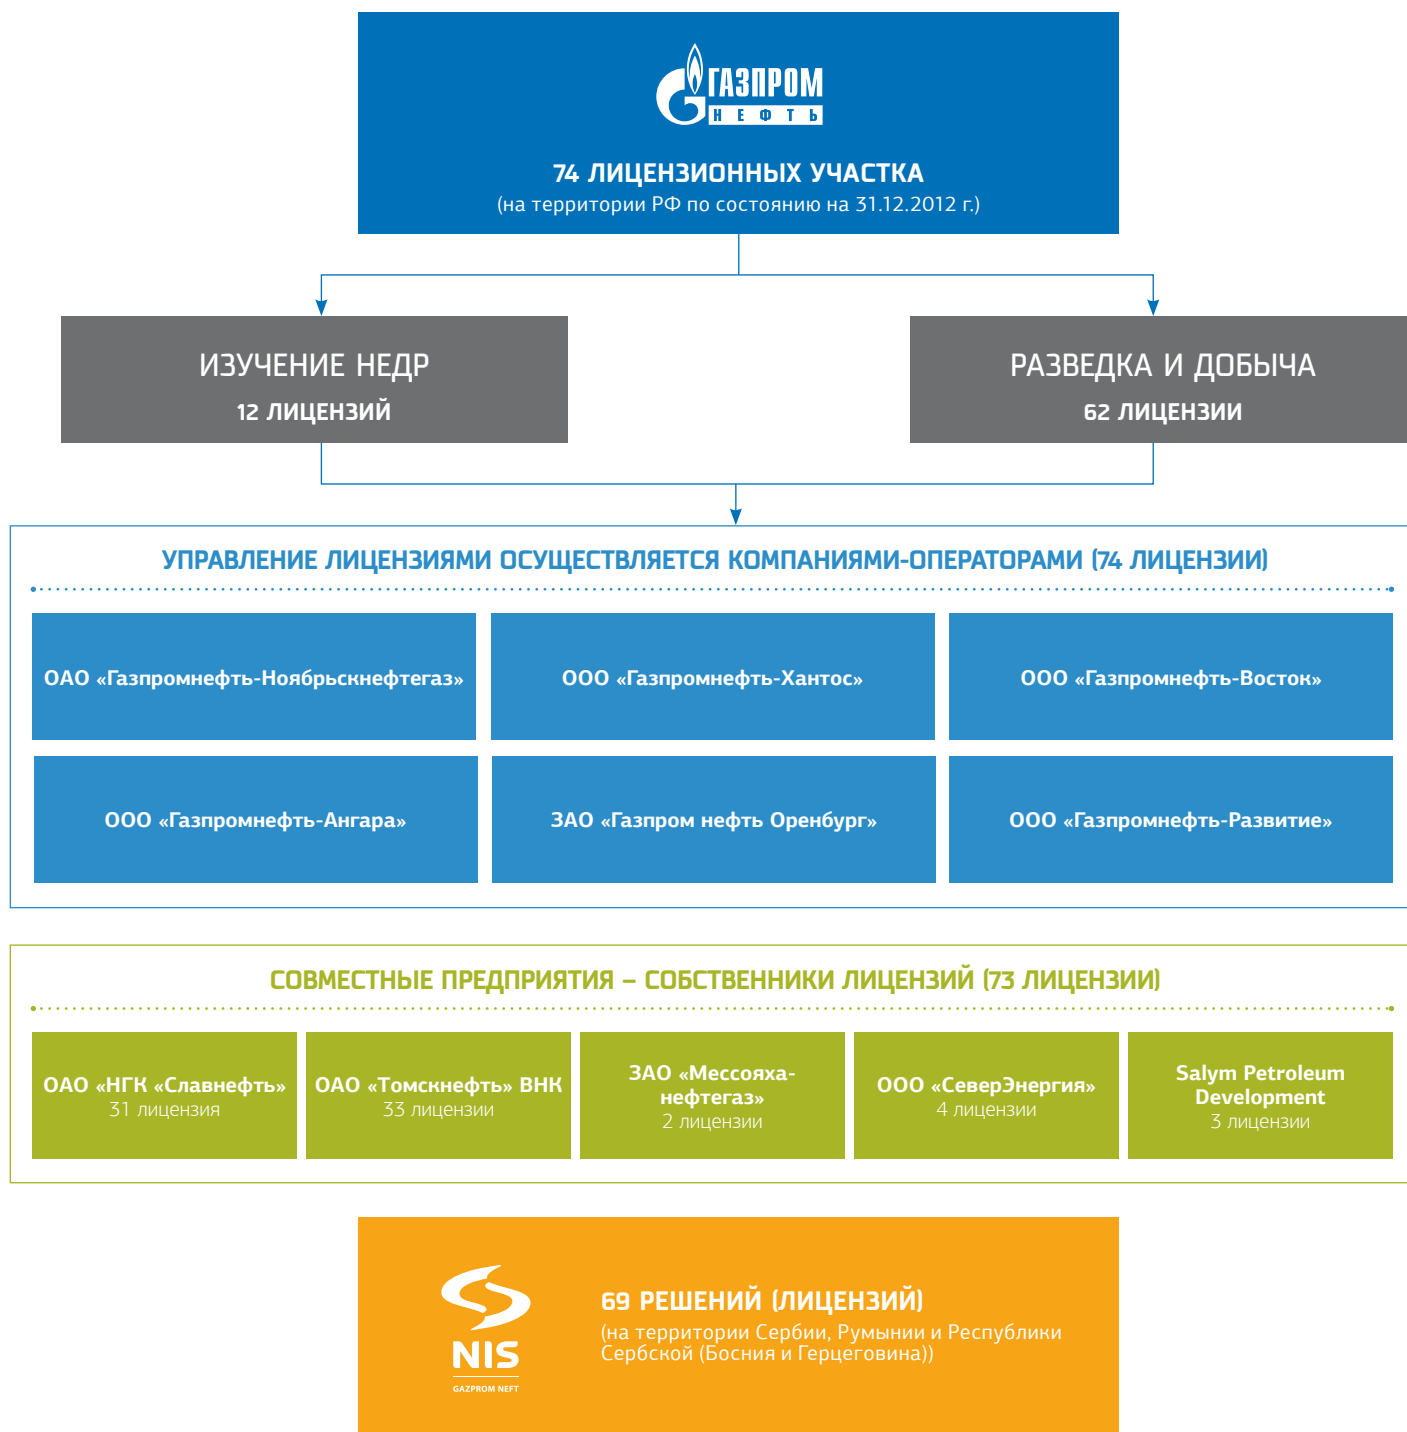 ГАЗПРОМ
НЕФТЬ
74 ЛИЦЕНЗИОННЫХ УЧАСТКА
(на территории РФ по состоянию на 31.12.2012 г.)
ИЗУЧЕНИЕ НЕДР
12 ЛИЦЕНЗИЙ
РАЗВЕДКА И ДОБЫЧА
62 ЛИЦЕНЗИИ
УПРАВЛЕНИЕ ЛИЦЕНЗИЯМИ ОСУЩЕСТВЛЯЕТСЯ КОМПАНИЯМИ-ОПЕРАТОРАМИ (74 ЛИЦЕНЗИИ)
ОАО «Газпромнефть-Ноябрьскнефтегаз»
ООО «Газпромнефть-Хантос»
ООО «Газпромнефть-Восток»
ООО «Газпромнефть-Ангара»
ЗАО «Газпром нефть Оренбург»
ООО «Газпромнефть-Развитие»
СОВМЕСТНЫЕ ПРЕДПРИЯТИЯ – СОБСТВЕННИКИ ЛИЦЕНЗИЙ (73 ЛИЦЕНЗИИ)
ОАО «НГК «Славнефть»
31 лицензия
ОАО «Томскнефть» ВНК
33 лицензии
ЗАО «Мессояха-
нефтегаз»
2 лицензии
ООО «СеверЭнергия»
4 лицензии
Salym Petroleum
Development
3 лицензии
NIS
GAZPROM NEFT
69 РЕШЕНИЙ (ЛИЦЕНЗИЙ)
(на территории Сербии, Румынии и Республики
Сербской (Босния и Герцеговина))